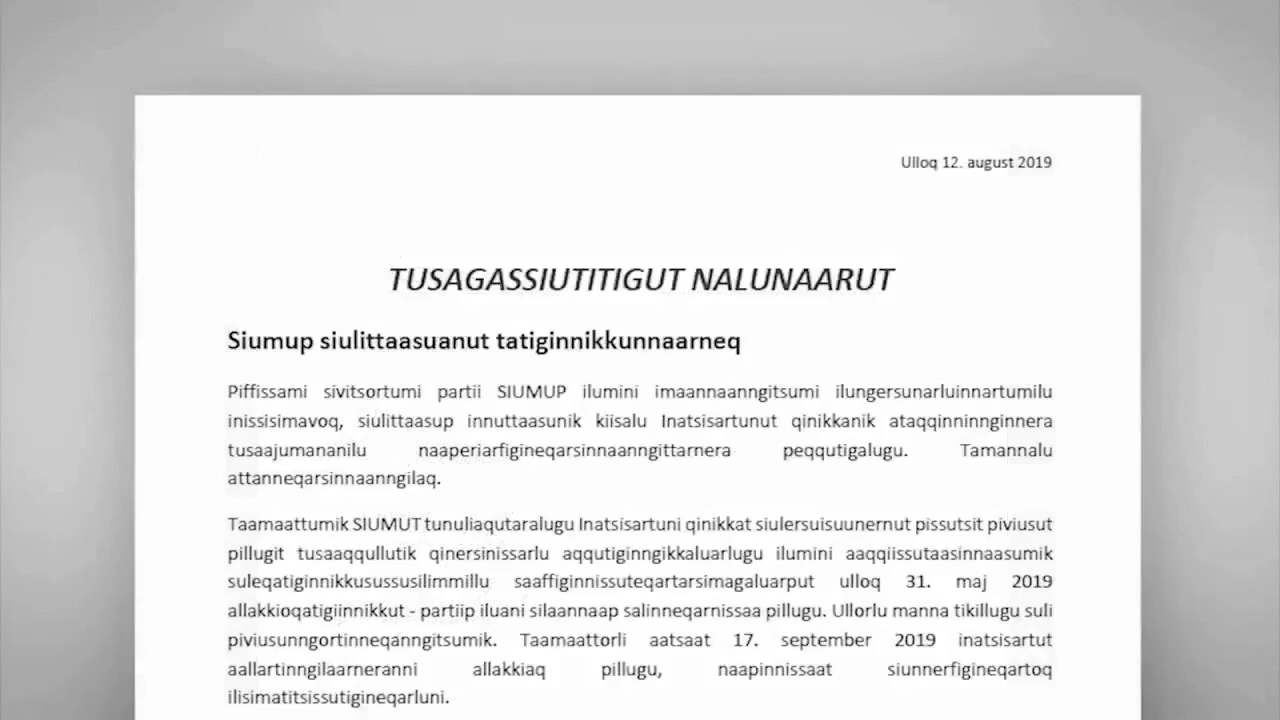 Ulloq 12. august 2019
TUSAGASSIUTITIGUT NALUNAARUT
Siumup siulittaasuanut tatiginnikkunnaarneq
Piffissami sivitsortumi partii SIUMUP ilumini imaannaanngitsumi ilungersunarluinnartumilu
inissisimavoq, siulittaasup innuttaasunik kiisalu Inatsisartunut qinikkanik ataqqinninnginnera
tusaajumananilu naaperiarfigineqarsinnaanngittarnera peqqutigalugu. Tamannalu
attanneqarsinnaanngilaq.
Taamaattumik SIUMUT tunuliaqutaralugu Inatsisartuni qinikkat siulersuisuunernut pissutsit piviusut
pillugit tusaaqqullutik qinersinissarlu aqqutiginngikkaluarlugu ilumini aaqqiissutaasinnaasumik
suleqatiginnikkusussusilimmillu saaffiginnissuteqartarsimagaluarput ulloq 31. maj 2019
allakkioqatigiinnikkut - partiip iluani silaannaap salinneqarnissaa pillugu. Ullorlu manna tikillugu suli
piviusunngortinneqanngitsumik. Taamaattorli aatsaat 17. september 2019 inatsisartut
aallartinngilaarneranni allakkiaq pillugu, naapinnissaat siunnerfigineqartoq
ilisimatitsissutigineqarluni.